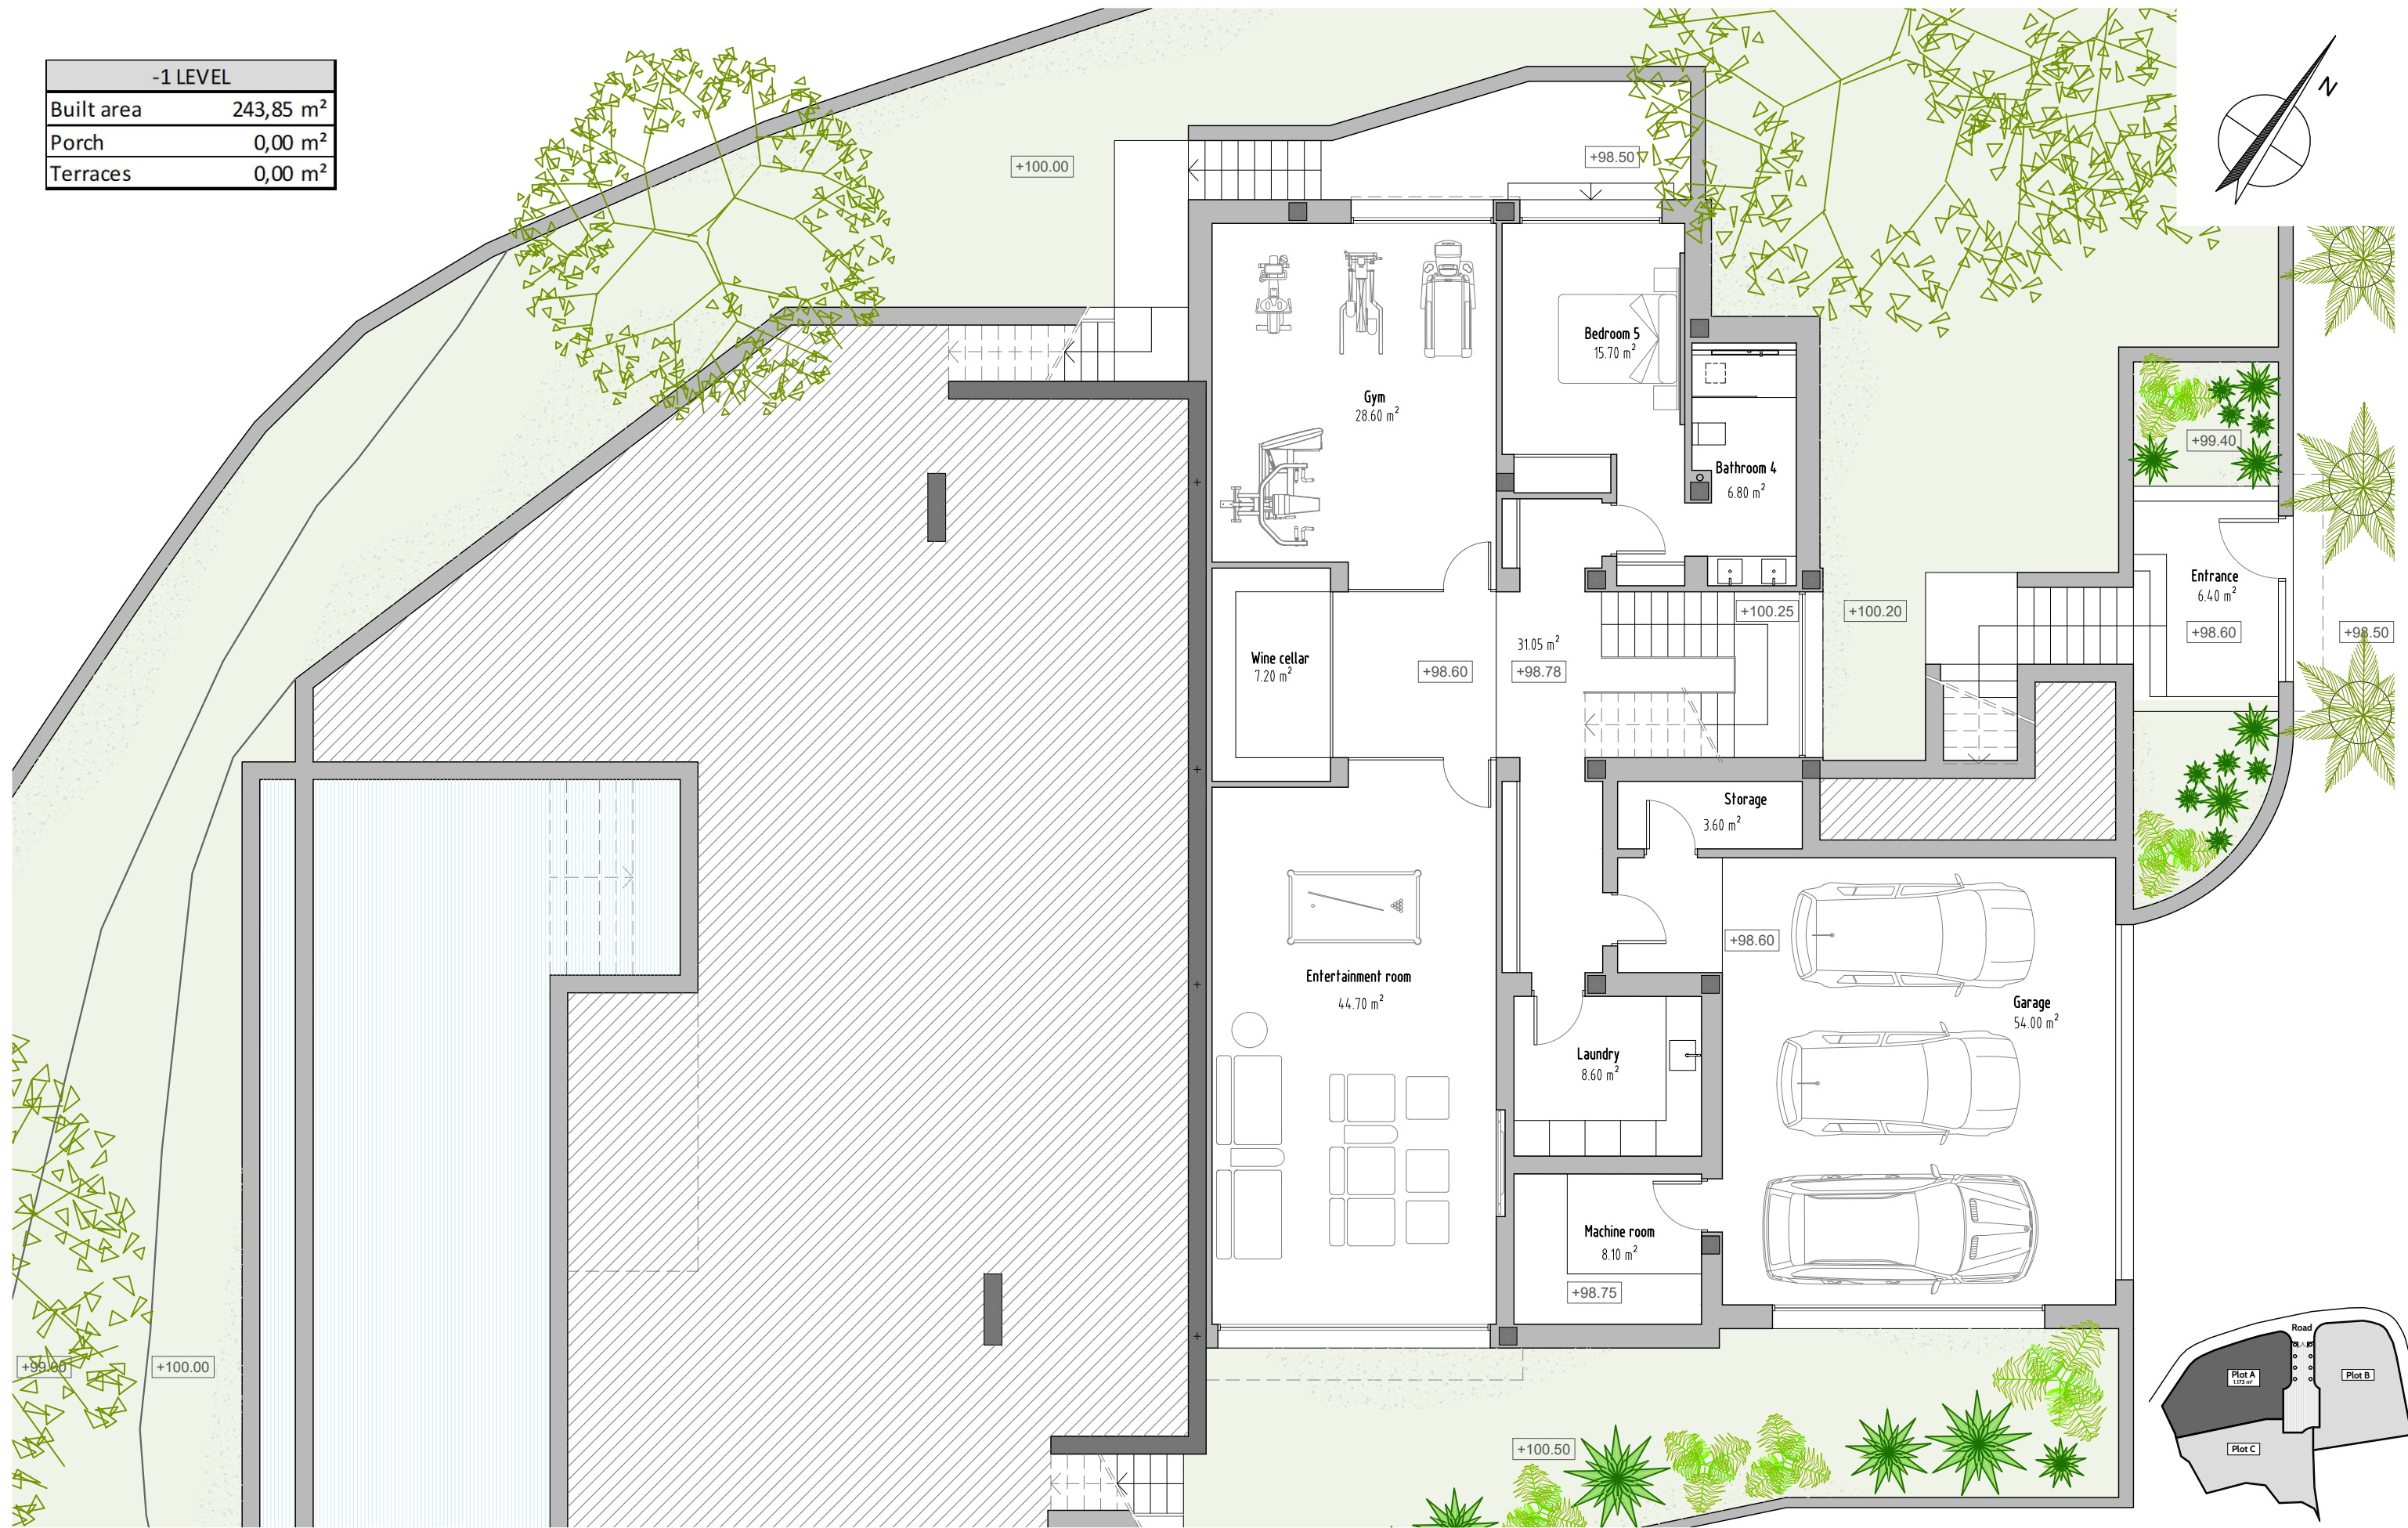 -1 LEVEL
Built area 243,85 m²
Porch 0,00 m²
Terraces 0,00 m²
N
+100.00
+98.50
Bedroom 5
15.70 m²
Gym
28.60 m²
Bathroom 4
6.80 m²
+99.40
Entrance
6.40 m²
+98.60
+98.50
+100.25
+100.20
31.05 m²
+98.60
+98.78
Wine cellar
7.20 m²
Storage
3.60 m²
+98.60
Entertainment room
44.70 m²
Garage
54.00 m²
Laundry
8.60 m²
Machine room
8.10 m²
+98.75
+99.00
+100.00
+100.50
Road
Plot A
1.173 m²
Plot B
Plot C